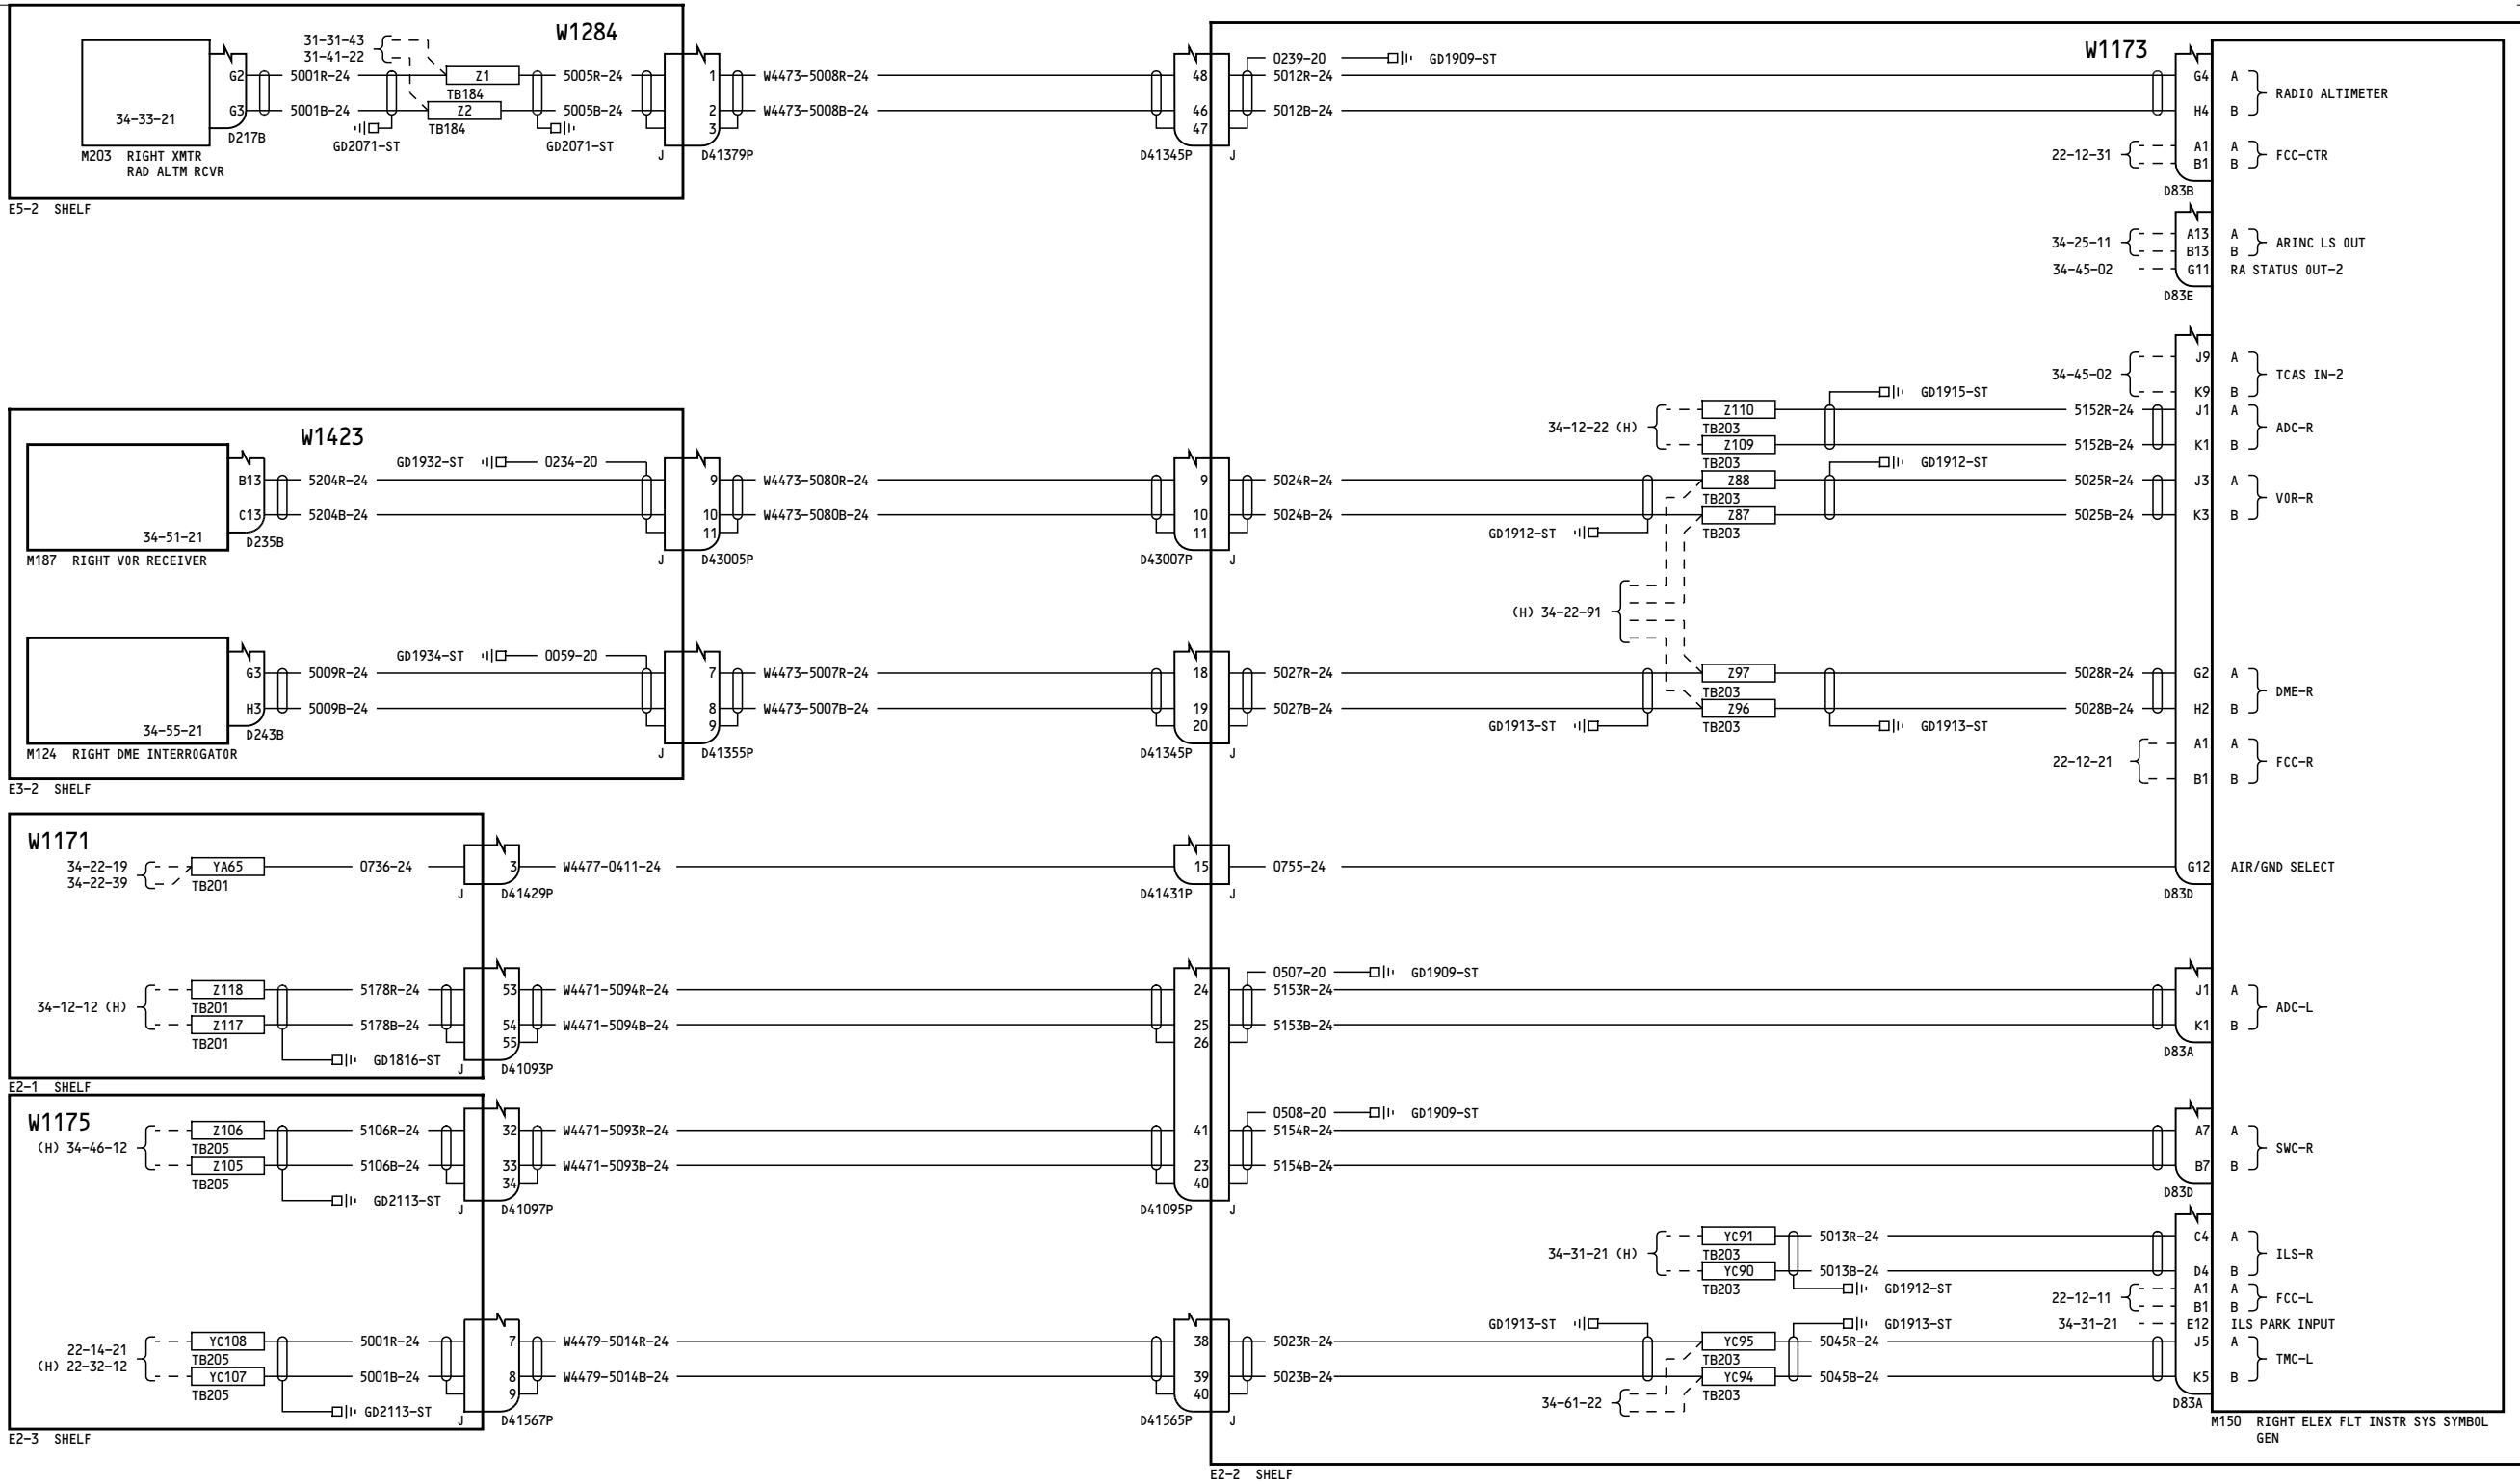 W1284
31-31-43
31-41-22
34-33-21
G2
G3
D217B
M203 RIGHT XMTR
RAD ALTM RCVR
5001R-24
5001B-24
GD2071-ST
Z1
TB184
Z2
TB184
5005R-24
5005B-24
GD2071-ST
1
2
3
J
D41379P
W4473-5008R-24
W4473-5008B-24
48
46
47
D41345P
J
E5-2 SHELF
W1173
0239-20
GD1909-ST
5012R-24
5012B-24
G4 A
H4 B
RADIO ALTIMETER
22-12-31
A1 A
B1 B
FCC-CTR
D83B
34-25-11
A13 A
B13 B
ARINC LS OUT
34-45-02
G11 RA STATUS OUT-2
D83E
34-45-02
J9 A
K9 B
TCAS IN-2
34-12-22 (H)
Z110
TB203
Z109
TB203
GD1915-ST
5152R-24
5152B-24
J1 A
K1 B
ADC-R
W1423
34-51-21
B13
C13
D235B
M187 RIGHT VOR RECEIVER
GD1932-ST
0234-20
5204R-24
5204B-24
9
10
11
J
D43005P
W4473-5080R-24
W4473-5080B-24
9
10
11
D43007P
J
5024R-24
5024B-24
GD1912-ST
Z88
TB203
Z87
TB203
GD1912-ST
5025R-24
5025B-24
J3 A
K3 B
VOR-R
(H) 34-22-91
34-55-21
G3
H3
D243B
M124 RIGHT DME INTERROGATOR
GD1934-ST
0059-20
5009R-24
5009B-24
7
8
9
J
D41355P
W4473-5007R-24
W4473-5007B-24
18
19
20
D41345P
J
5027R-24
5027B-24
GD1913-ST
Z97
TB203
Z96
TB203
GD1913-ST
5028R-24
5028B-24
G2 A
H2 B
DME-R
22-12-21
A1 A
B1 B
FCC-R
E3-2 SHELF
W1171
34-22-19
34-22-39
YA65
TB201
0736-24
3
J
D41429P
W4477-0411-24
15
D41431P
J
0755-24
G12 AIR/GND SELECT
D83D
34-12-12 (H)
Z118
TB201
Z117
TB201
5178R-24
5178B-24
GD1816-ST
53
54
55
J
D41093P
W4471-5094R-24
W4471-5094B-24
24
25
26
0507-20
GD1909-ST
5153R-24
5153B-24
J1 A
K1 B
ADC-L
D83A
E2-1 SHELF
W1175
(H) 34-46-12
Z106
TB205
Z105
TB205
5106R-24
5106B-24
GD2113-ST
32
33
34
J
D41097P
W4471-5093R-24
W4471-5093B-24
41
23
40
D41095P
J
0508-20
GD1909-ST
5154R-24
5154B-24
A7 A
B7 B
SWC-R
D83D
34-31-21 (H)
YC91
TB203
YC90
TB203
5013R-24
5013B-24
GD1912-ST
C4 A
D4 B
ILS-R
22-12-11
A1 A
B1 B
FCC-L
34-31-21
E12 ILS PARK INPUT
22-14-21
(H) 22-32-12
YC108
TB205
YC107
TB205
5001R-24
5001B-24
GD2113-ST
7
8
9
J
D41567P
W4479-5014R-24
W4479-5014B-24
38
39
40
D41565P
J
5023R-24
5023B-24
GD1913-ST
34-61-22
YC95
TB203
YC94
TB203
GD1913-ST
5045R-24
5045B-24
J5 A
K5 B
TMC-L
D83A
M150 RIGHT ELEX FLT INSTR SYS SYMBOL
GEN
E2-3 SHELF
E2-2 SHELF